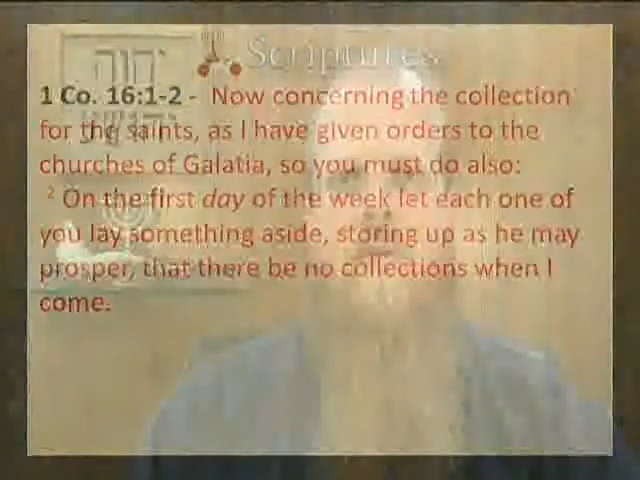 יהוה
Scriptures
1 Co. 16:1-2 - Now concerning the collection
for the saints, as I have given orders to the
churches of Galatia, so you must do also:
2 On the first day of the week let each one of
you lay something aside, storing up as he may
prosper, that there be no collections when I
come.